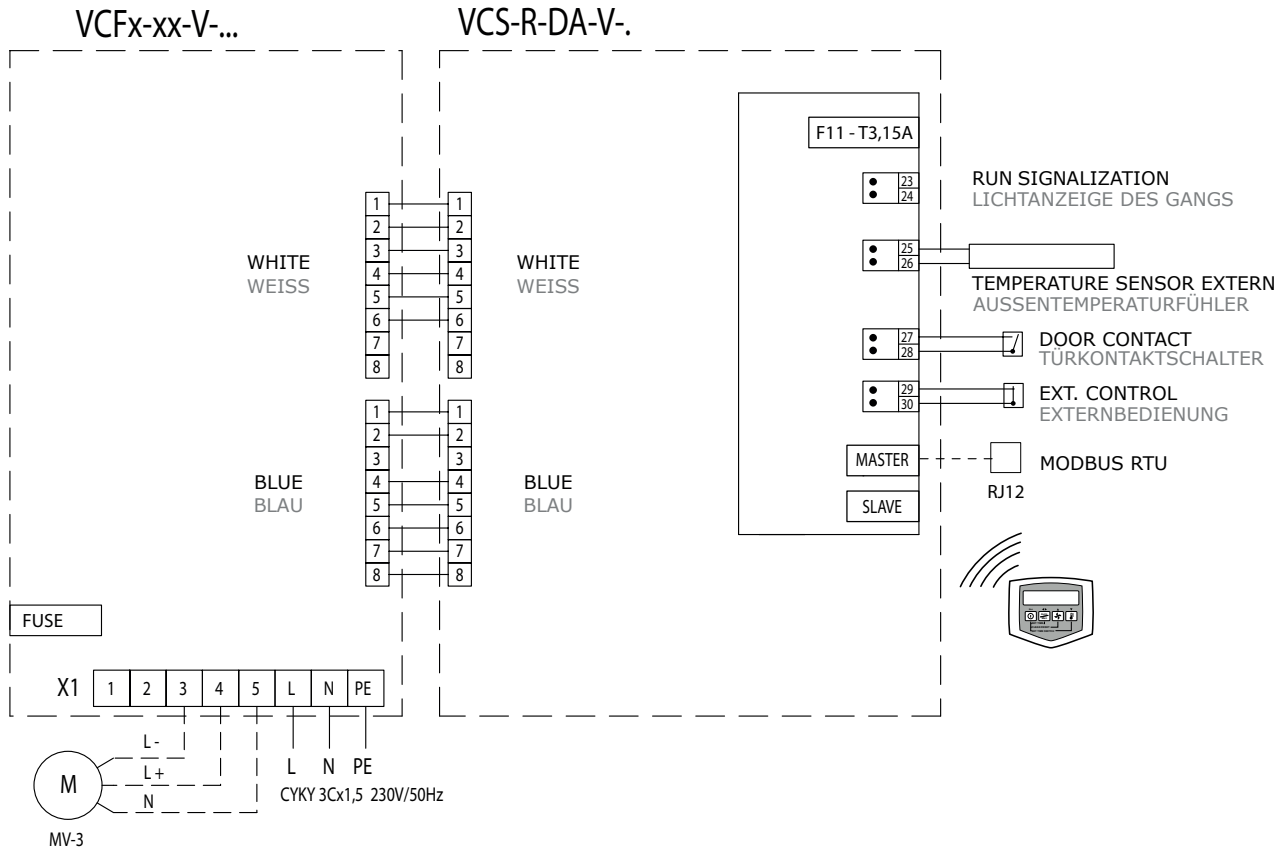 VCFx-xx-V-...
VCS-R-DA-V-.
F11 - T3,15A
23
24
RUN SIGNALIZATION
LICHTANZEIGE DES GANGS
25
26
TEMPERATURE SENSOR EXTERN
AUSSENTEMPERATURFÜHLER
27
28
DOOR CONTACT
TÜRKONTAKTSCHALTER
29
30
EXT. CONTROL
EXTERNBEDIENUNG
MASTER
MODBUS RTU
RJ12
SLAVE
WHITE
WEISS
1 1
2 2
3 3
4 4
5 5
6 6
7 7
8 8
WHITE
WEISS
BLUE
BLAU
1 1
2 2
3 3
4 4
5 5
6 6
7 7
8 8
BLUE
BLAU
FUSE
X1 1 2 3 4 5 L N PE
L -
L +
N
M
MV-3
L N PE
CYKY 3Cx1,5 230V/50Hz